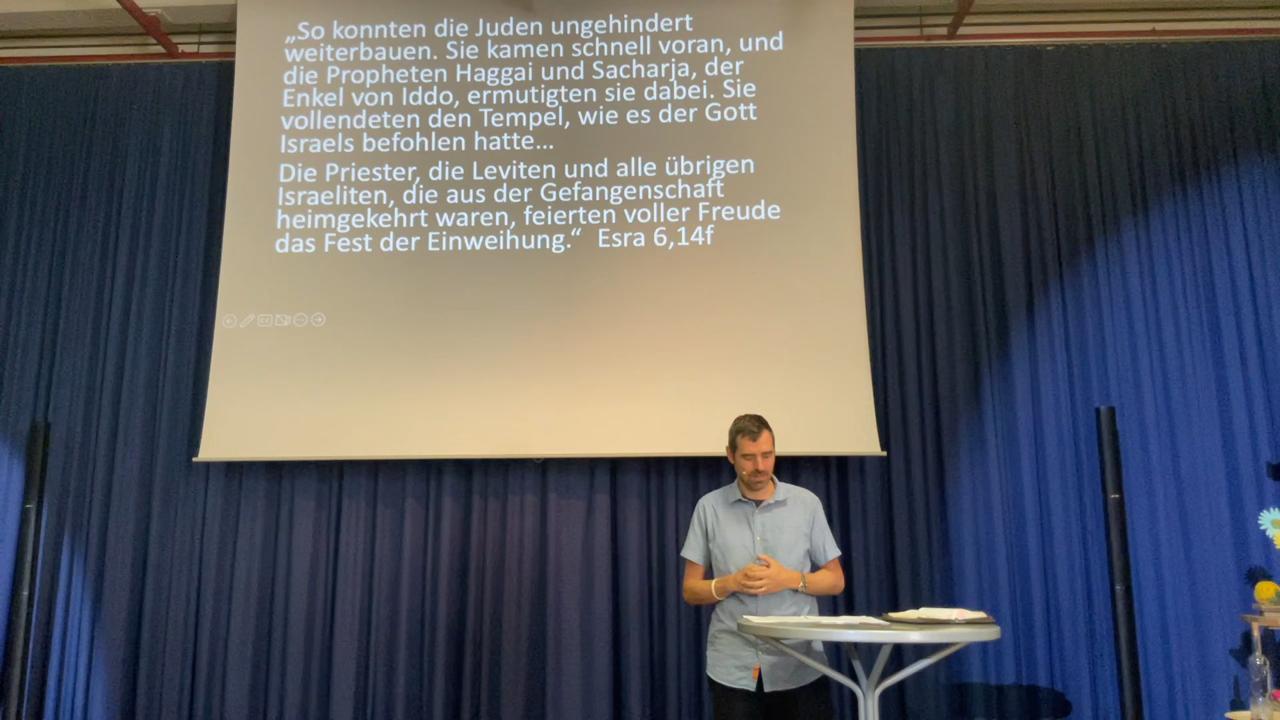 „So konnten die Juden ungehindert
weiterbauen. Sie kamen schnell voran, und
die Propheten Haggai und Sacharja, der
Enkel von Iddo, ermutigten sie dabei. Sie
vollendeten den Tempel, wie es der Gott
Israels befohlen hatte...
Die Priester, die Leviten und alle übrigen
Israeliten, die aus der Gefangenschaft
heimgekehrt waren, feierten voller Freude
das Fest der Einweihung.“ Esra 6,14f